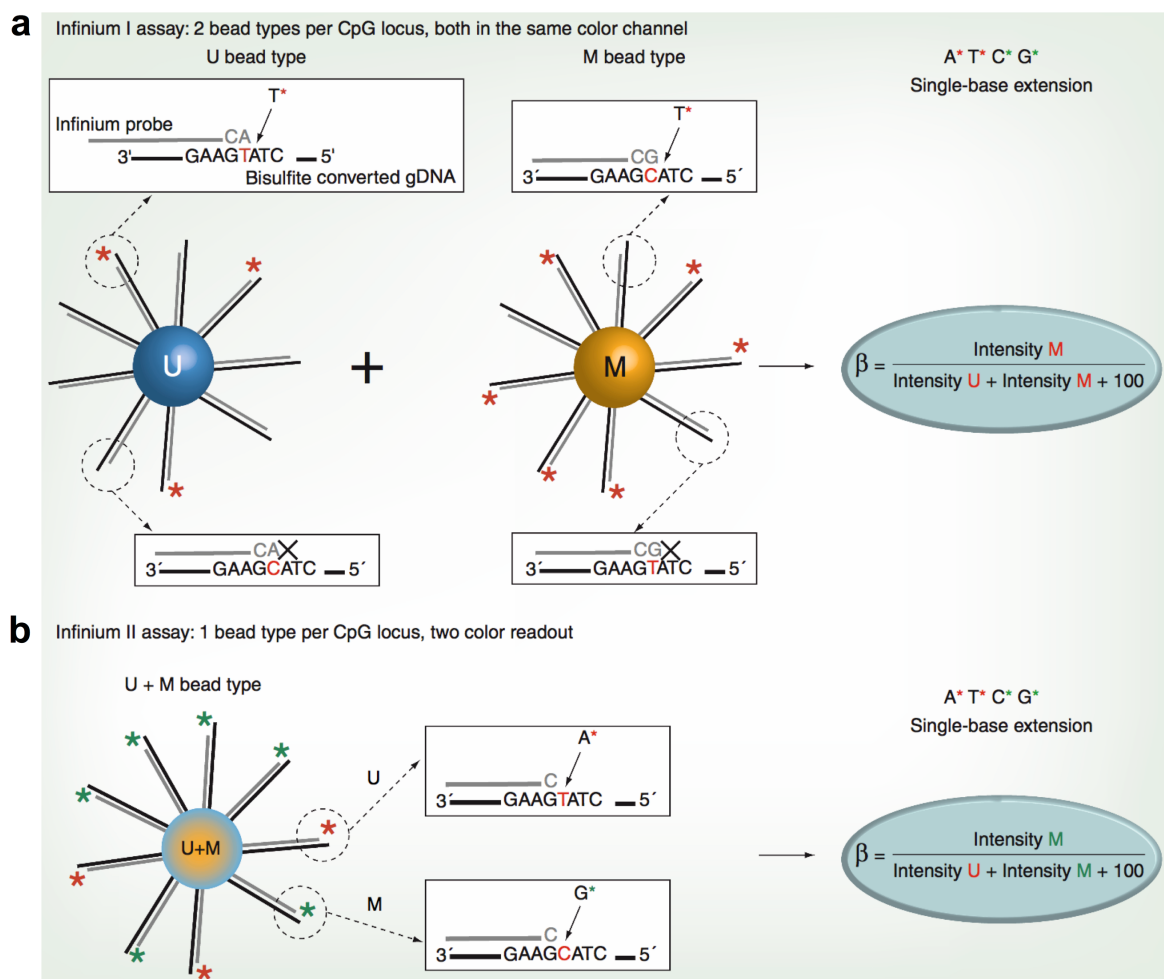 a
Infinium I assay: 2 bead types per CpG locus, both in the same color channel
U bead type
M bead type
A* T* C* G*
Single-base extension
T*
Infinium probe
CA
3' GAAGTATC 5'
Bisulfite converted gDNA
T*
CG
3´ GAAGCATC 5´
* *
U
*
+
* * *
M
* * *
β = Intensity M
Intensity U + Intensity M + 100
CA
3´ GAAGCATC 5´
CG
3´ GAAGTATC 5´
b
Infinium II assay: 1 bead type per CpG locus, two color readout
U + M bead type
A* T* C* G*
Single-base extension
* * * * * * * * *
U+M
U
A*
C
3´ GAAGTATC 5´
M
G*
C
3´ GAAGCATC 5´
β = Intensity M
Intensity U + Intensity M + 100